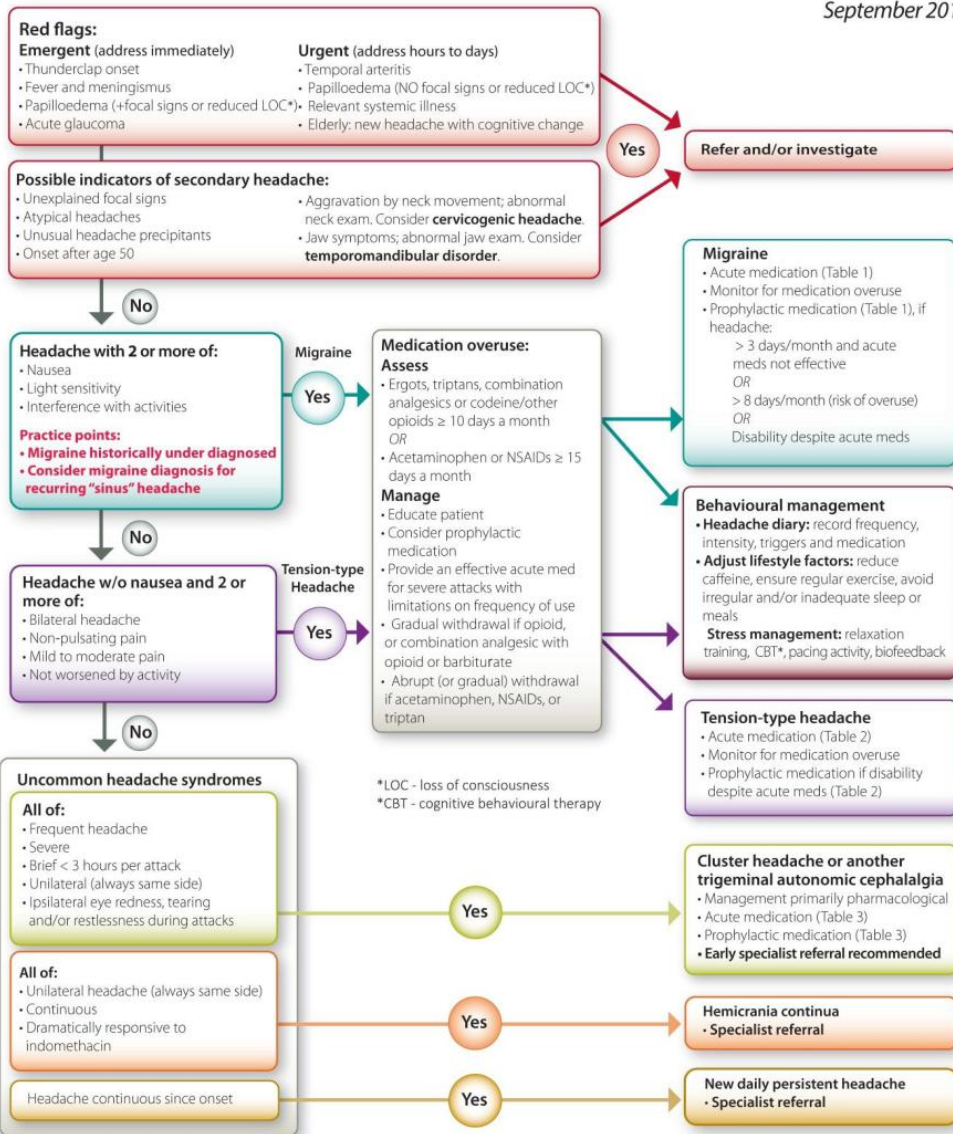 September 201
Red flags:
Emergent (address immediately)
• Thunderclap onset
• Fever and meningismus
• Papilloedema (+focal signs or reduced LOC*)
• Acute glaucoma
Urgent (address hours to days)
• Temporal arteritis
• Papilloedema (NO focal signs or reduced LOC*)
• Relevant systemic illness
• Elderly: new headache with cognitive change
Possible indicators of secondary headache:
• Unexplained focal signs
• Atypical headaches
• Unusual headache precipitants
• Onset after age 50
• Aggravation by neck movement; abnormal
neck exam. Consider cervicogenic headache.
• Jaw symptoms; abnormal jaw exam. Consider
temporomandibular disorder.
Yes
Refer and/or investigate
No
Headache with 2 or more of:
• Nausea
• Light sensitivity
• Interference with activities
Practice points:
• Migraine historically under diagnosed
• Consider migraine diagnosis for
recurring "sinus" headache
Migraine
Yes
Medication overuse:
Assess
• Ergots, triptans, combination
analgesics or codeine/other
opioids ≥ 10 days a month
OR
• Acetaminophen or NSAIDs ≥ 15
days a month
Manage
• Educate patient
• Consider prophylactic
medication
• Provide an effective acute med
for severe attacks with
limitations on frequency of use
• Gradual withdrawal if opioid,
or combination analgesic with
opioid or barbiturate
• Abrupt (or gradual) withdrawal
if acetaminophen, NSAIDs, or
triptan
Migraine
• Acute medication (Table 1)
• Monitor for medication overuse
• Prophylactic medication (Table 1), if
headache:
> 3 days/month and acute
meds not effective
OR
> 8 days/month (risk of overuse)
OR
Disability despite acute meds
Behavioural management
• Headache diary: record frequency,
intensity, triggers and medication
• Adjust lifestyle factors: reduce
caffeine, ensure regular exercise, avoid
irregular and/or inadequate sleep or
meals
Stress management: relaxation
training, CBT*, pacing activity, biofeedback
No
Headache w/o nausea and 2 or
more of:
• Bilateral headache
• Non-pulsating pain
• Mild to moderate pain
• Not worsened by activity
Tension-type
Headache
Yes
Tension-type headache
• Acute medication (Table 2)
• Monitor for medication overuse
• Prophylactic medication if disability
despite acute meds (Table 2)
No
*LOC - loss of consciousness
*CBT - cognitive behavioural therapy
Uncommon headache syndromes
All of:
• Frequent headache
• Severe
• Brief < 3 hours per attack
• Unilateral (always same side)
• Ipsilateral eye redness, tearing
and/or restlessness during attacks
Yes
Cluster headache or another
trigeminal autonomic cephalalgia
• Management primarily pharmacological
• Acute medication (Table 3)
• Prophylactic medication (Table 3)
• Early specialist referral recommended
All of:
• Unilateral headache (always same side)
• Continuous
• Dramatically responsive to
indomethacin
Yes
Hemicrania continua
• Specialist referral
Headache continuous since onset
Yes
New daily persistent headache
• Specialist referral